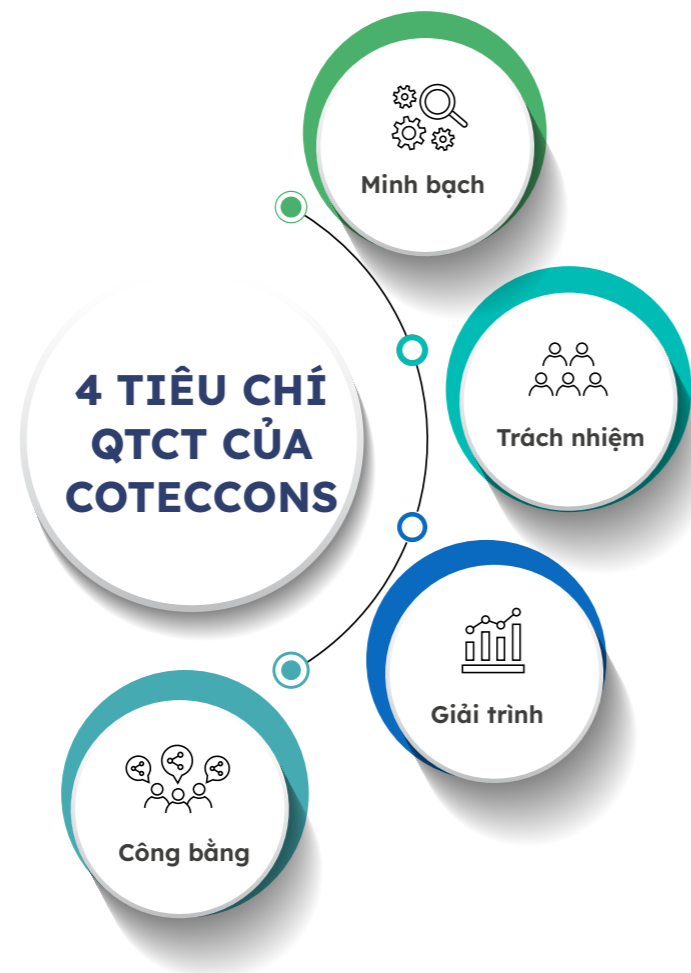 Minh bạch
4 TIÊU CHÍ
QTCT CỦA
COTECCONS
Trách nhiệm
Giải trình
Công bằng